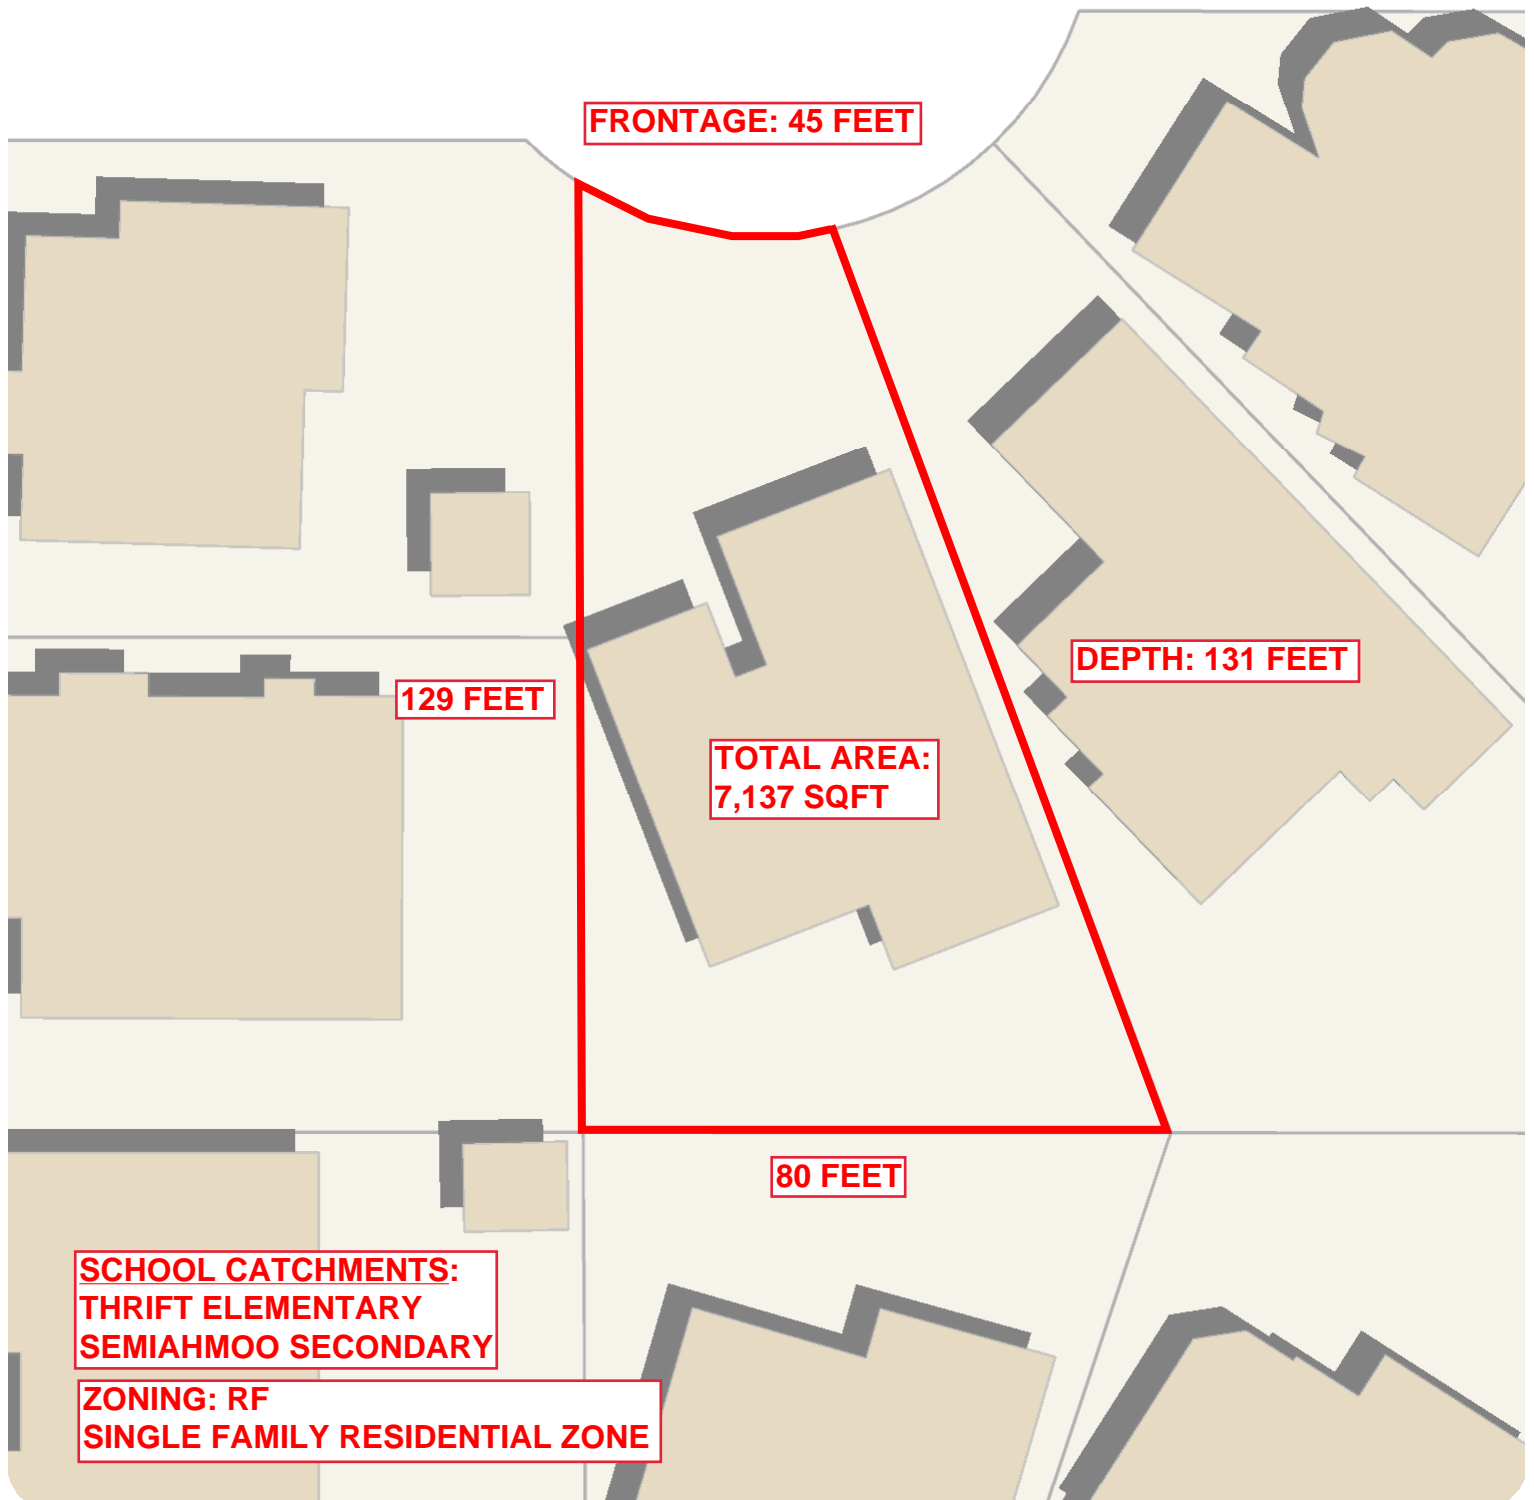 FRONTAGE: 45 FEET
DEPTH: 131 FEET
129 FEET
TOTAL AREA:
7,137 SQFT
80 FEET
SCHOOL CATCHMENTS:
THRIFT ELEMENTARY
SEMIAHMOO SECONDARY
ZONING: RF
SINGLE FAMILY RESIDENTIAL ZONE